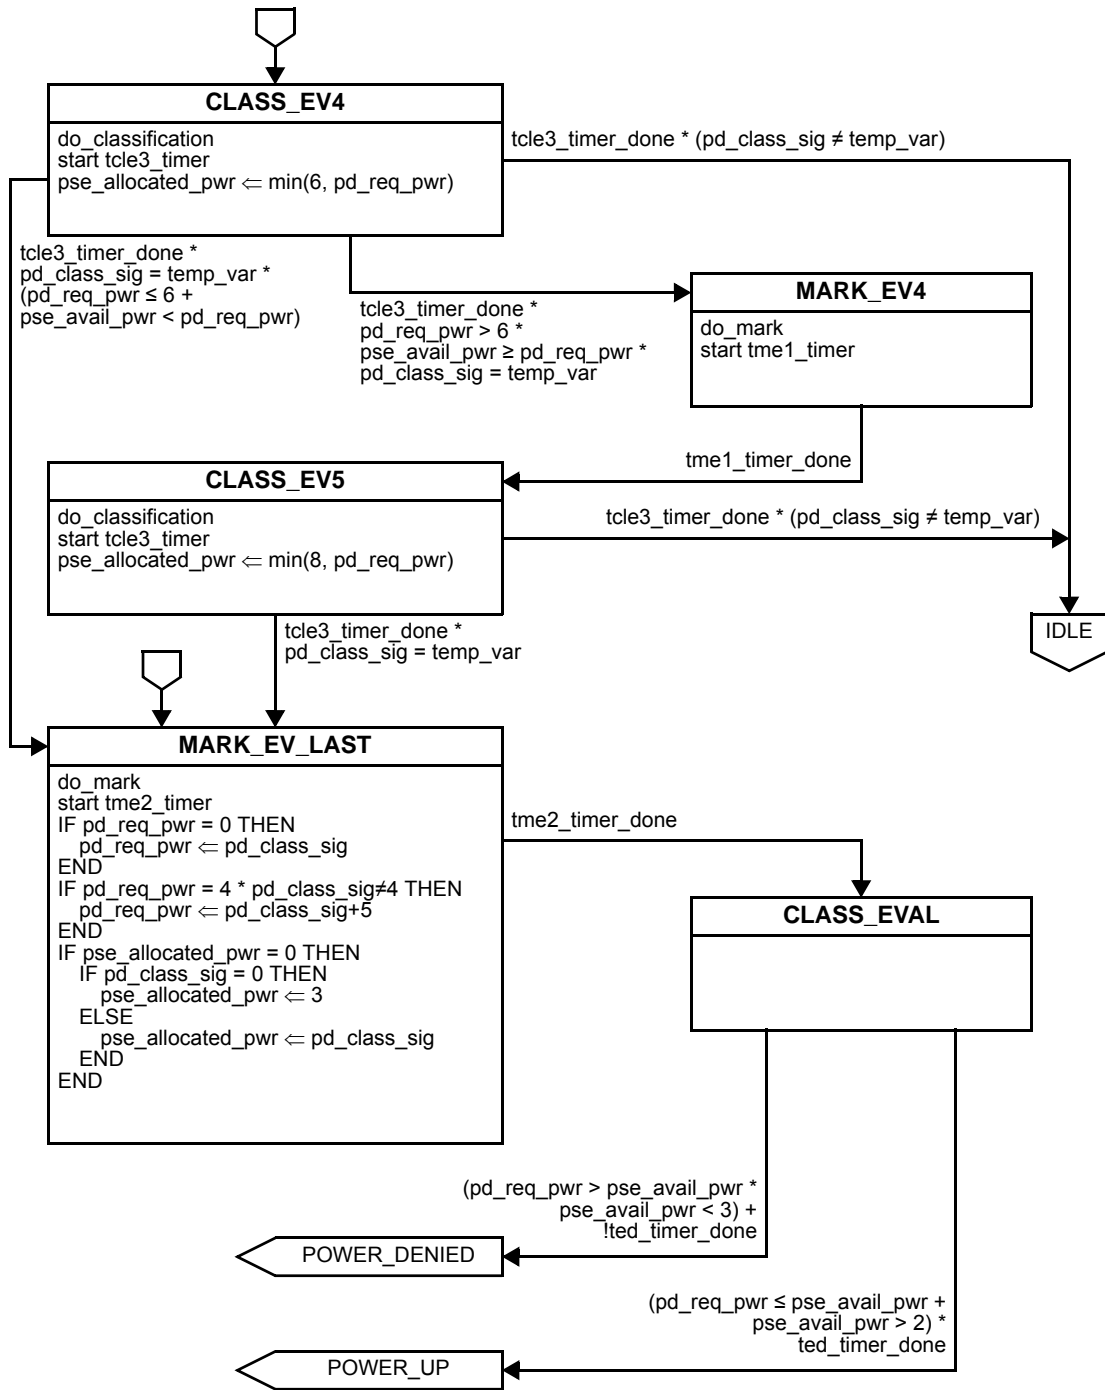 CLASS_EV4
do_classification
start tcle3_timer
pse_allocated_pwr ⇐ min(6, pd_req_pwr)
tcle3_timer_done * (pd_class_sig ≠ temp_var)
tcle3_timer_done *
pd_class_sig = temp_var *
(pd_req_pwr ≤ 6 +
pse_avail_pwr < pd_req_pwr)
tcle3_timer_done *
pd_req_pwr > 6 *
pse_avail_pwr ≥ pd_req_pwr *
pd_class_sig = temp_var
MARK_EV4
do_mark
start tme1_timer
tme1_timer_done
CLASS_EV5
do_classification
start tcle3_timer
pse_allocated_pwr ⇐ min(8, pd_req_pwr)
tcle3_timer_done * (pd_class_sig ≠ temp_var)
IDLE
tcle3_timer_done *
pd_class_sig = temp_var
MARK_EV_LAST
do_mark
start tme2_timer
IF pd_req_pwr = 0 THEN
pd_req_pwr ⇐ pd_class_sig
END
IF pd_req_pwr = 4 * pd_class_sig≠4 THEN
pd_req_pwr ⇐ pd_class_sig+5
END
IF pse_allocated_pwr = 0 THEN
IF pd_class_sig = 0 THEN
pse_allocated_pwr ⇐ 3
ELSE
pse_allocated_pwr ⇐ pd_class_sig
END
END
tme2_timer_done
CLASS_EVAL
(pd_req_pwr > pse_avail_pwr *
pse_avail_pwr < 3) +
!ted_timer_done
POWER_DENIED
(pd_req_pwr ≤ pse_avail_pwr +
pse_avail_pwr > 2) *
ted_timer_done
POWER_UP